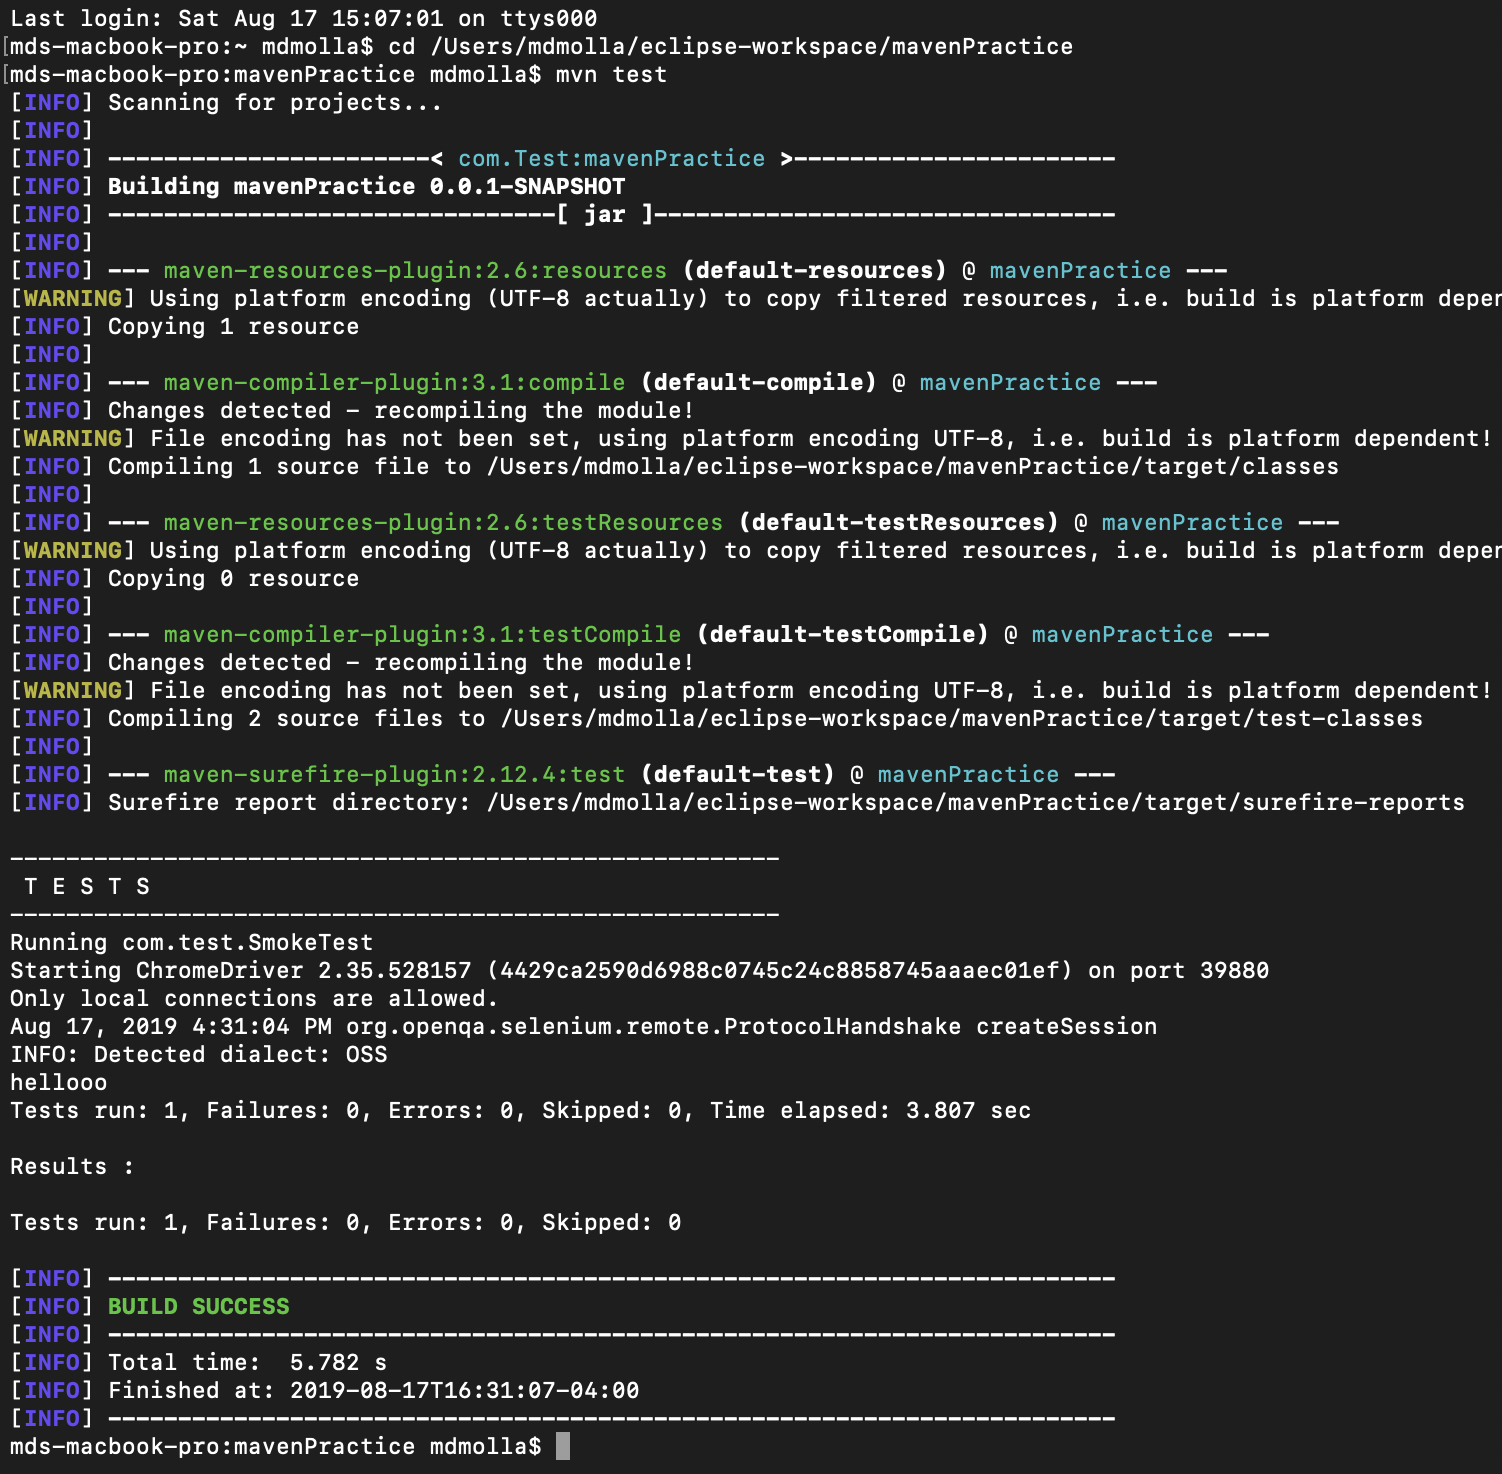 Last login: Sat Aug 17 15:07:01 on ttys000
[mds-macbook-pro:~ mdmolla$ cd /Users/mdmolla/eclipse-workspace/mavenPractice
[mds-macbook-pro:mavenPractice mdmolla$ mvn test
[INFO] Scanning for projects...
[INFO]
[INFO] -----------------------< com.Test:mavenPractice >-----------------------
[INFO] Building mavenPractice 0.0.1-SNAPSHOT
[INFO] --------------------------------[ jar ]---------------------------------
[INFO]
[INFO] --- maven-resources-plugin:2.6:resources (default-resources) @ mavenPractice ---
[WARNING] Using platform encoding (UTF-8 actually) to copy filtered resources, i.e. build is platform depen
[INFO] Copying 1 resource
[INFO]
[INFO] --- maven-compiler-plugin:3.1:compile (default-compile) @ mavenPractice ---
[INFO] Changes detected - recompiling the module!
[WARNING] File encoding has not been set, using platform encoding UTF-8, i.e. build is platform dependent!
[INFO] Compiling 1 source file to /Users/mdmolla/eclipse-workspace/mavenPractice/target/classes
[INFO]
[INFO] --- maven-resources-plugin:2.6:testResources (default-testResources) @ mavenPractice ---
[WARNING] Using platform encoding (UTF-8 actually) to copy filtered resources, i.e. build is platform depen
[INFO] Copying 0 resource
[INFO]
[INFO] --- maven-compiler-plugin:3.1:testCompile (default-testCompile) @ mavenPractice ---
[INFO] Changes detected - recompiling the module!
[WARNING] File encoding has not been set, using platform encoding UTF-8, i.e. build is platform dependent!
[INFO] Compiling 2 source files to /Users/mdmolla/eclipse-workspace/mavenPractice/target/test-classes
[INFO]
[INFO] --- maven-surefire-plugin:2.12.4:test (default-test) @ mavenPractice ---
[INFO] Surefire report directory: /Users/mdmolla/eclipse-workspace/mavenPractice/target/surefire-reports
-------------------------------------------------------
 T E S T S
-------------------------------------------------------
Running com.test.SmokeTest
Starting ChromeDriver 2.35.528157 (4429ca2590d6988c0745c24c8858745aaaec01ef) on port 39880
Only local connections are allowed.
Aug 17, 2019 4:31:04 PM org.openqa.selenium.remote.ProtocolHandshake createSession
INFO: Detected dialect: OSS
hellooo
Tests run: 1, Failures: 0, Errors: 0, Skipped: 0, Time elapsed: 3.807 sec
Results :
Tests run: 1, Failures: 0, Errors: 0, Skipped: 0
[INFO] ------------------------------------------------------------------------
[INFO] BUILD SUCCESS
[INFO] ------------------------------------------------------------------------
[INFO] Total time:  5.782 s
[INFO] Finished at: 2019-08-17T16:31:07-04:00
[INFO] ------------------------------------------------------------------------
mds-macbook-pro:mavenPractice mdmolla$